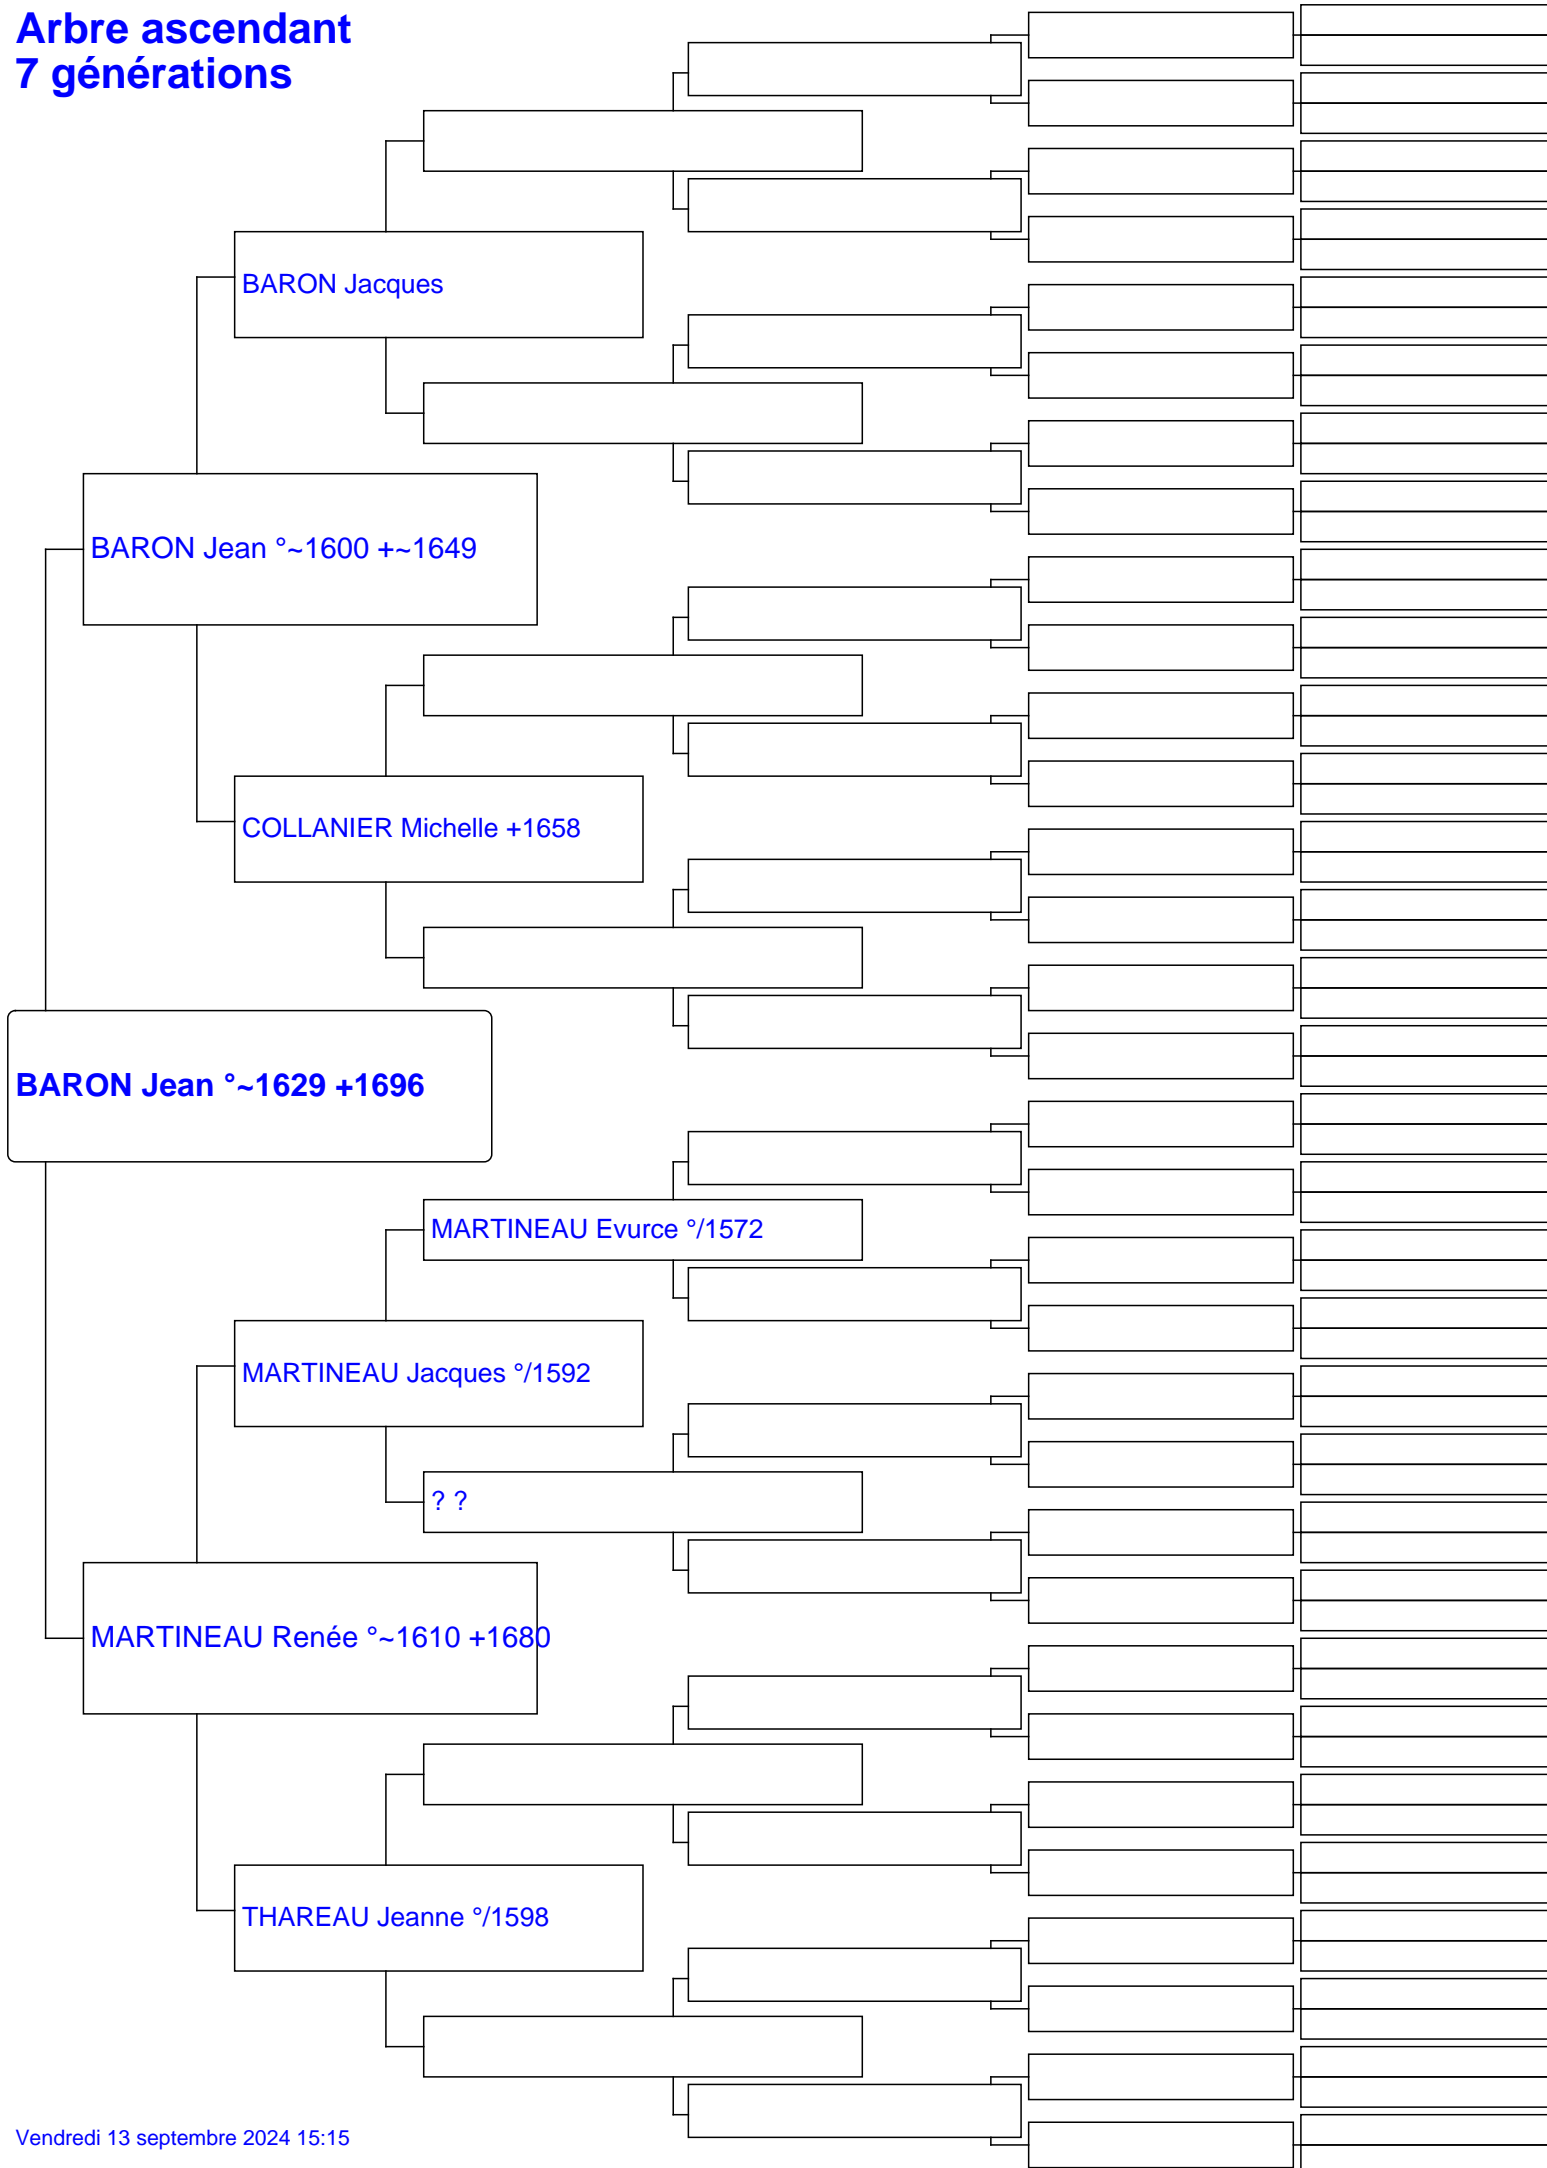 Arbre ascendant
7 générations
BARON Jacques
BARON Jean °~1600 +~1649
COLLANIER Michelle +1658
BARON Jean °~1629 +1696
MARTINEAU Evurce °/1572
MARTINEAU Jacques °/1592
? ?
MARTINEAU Renée °~1610 +1680
THAREAU Jeanne °/1598
Vendredi 13 septembre 2024 15:15